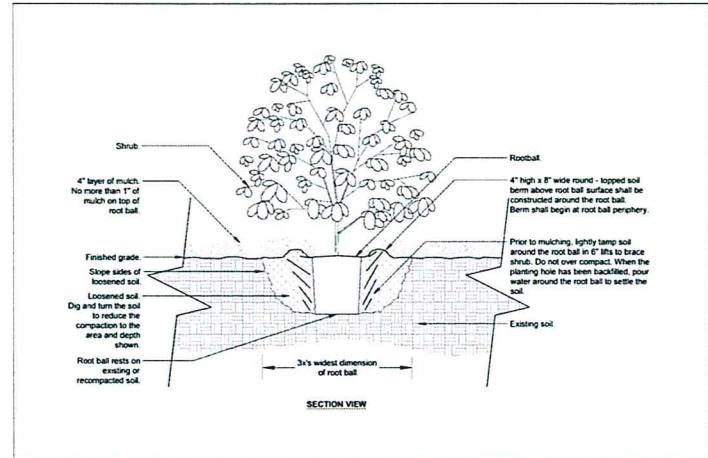 Shrub.
4" layer of mulch.
No more than 1" of
mulch on top of
root ball.
Finished grade.
Slope sides of
loosened soil.
Loosened soil.
Dig and turn the soil
to reduce the
compaction to the
area and depth
shown.
Root ball rests on
existing or
recompacted soil.
Rootball.
4" high x 8" wide round - topped soil
berm above root ball surface shall be
constructed around the root ball.
Berm shall begin at root ball periphery.
Prior to mulching, lightly tamp soil
around the root ball in 6" lifts to brace
shrub. Do not over compact. When the
planting hole has been backfilled, pour
water around the root ball to settle the
soil.
Existing soil.
3x's widest dimension
of root ball.
SECTION VIEW